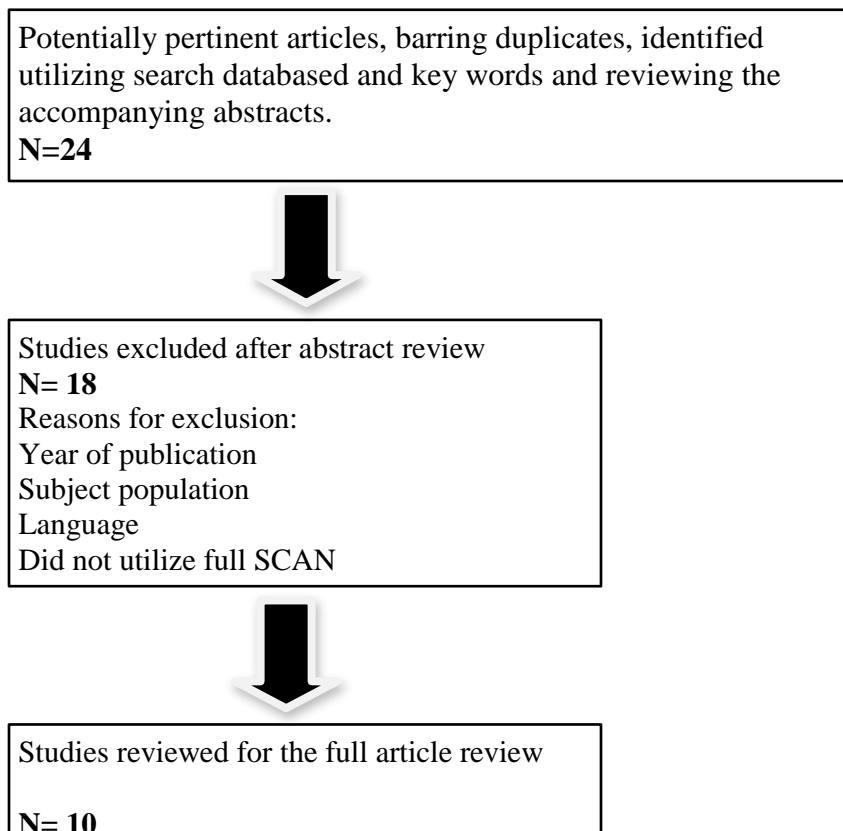 Potentially pertinent articles, barring duplicates, identified
utilizing search databased and key words and reviewing the
accompanying abstracts.
N=24
Studies excluded after abstract review
N= 18
Reasons for exclusion:
Year of publication
Subject population
Language
Did not utilize full SCAN
Studies reviewed for the full article review
N= 10